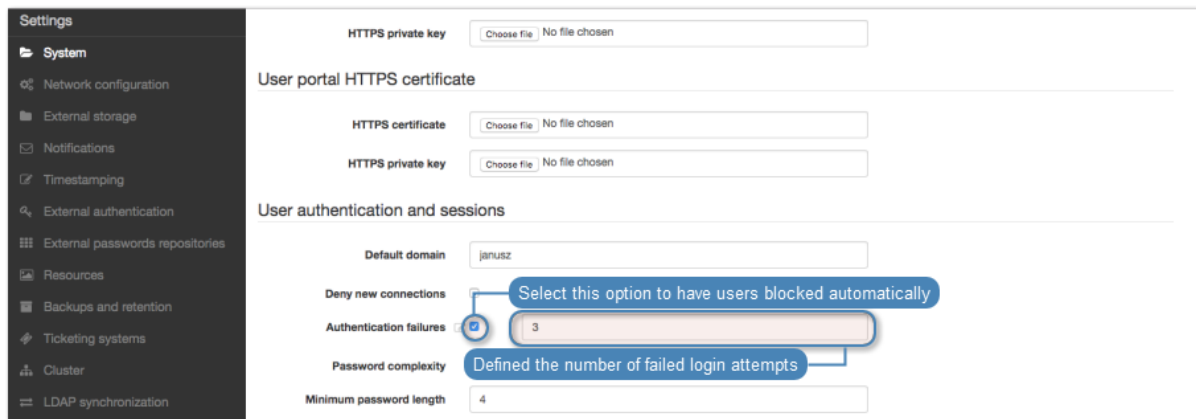 Settings
System
Network configuration
External storage
Notifications
Timestamping
External authentication
External passwords repositories
Resources
Backups and retention
Ticketing systems
Cluster
LDAP synchronization
HTTPS private key Choose file No file chosen
User portal HTTPS certificate
HTTPS certificate Choose file No file chosen
HTTPS private key Choose file No file chosen
User authentication and sessions
Default domain janusz
Deny new connections Select this option to have users blocked automatically
Authentication failures 3
Password complexity Defined the number of failed login attempts
Minimum password length 4